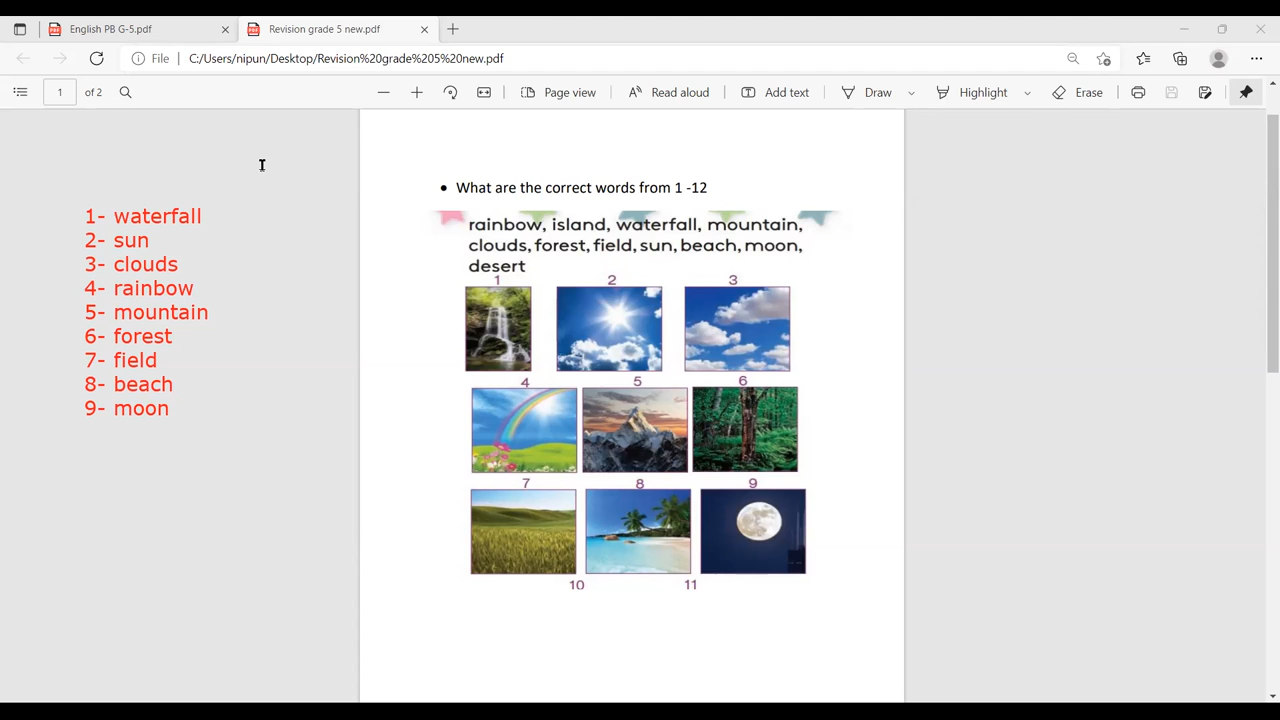 English PB G-5.pdf
Revision grade 5 new.pdf
File C:/Users/nipun/Desktop/Revision%20grade%205%20new.pdf
1 of 2 Page view Read aloud Add text Draw Highlight Erase
• What are the correct words from 1 -12
rainbow, island, waterfall, mountain,
clouds, forest, field, sun, beach, moon,
desert
1 2 3
4 5 6
7 8 9
10 11
1- waterfall
2- sun
3- clouds
4- rainbow
5- mountain
6- forest
7- field
8- beach
9- moon